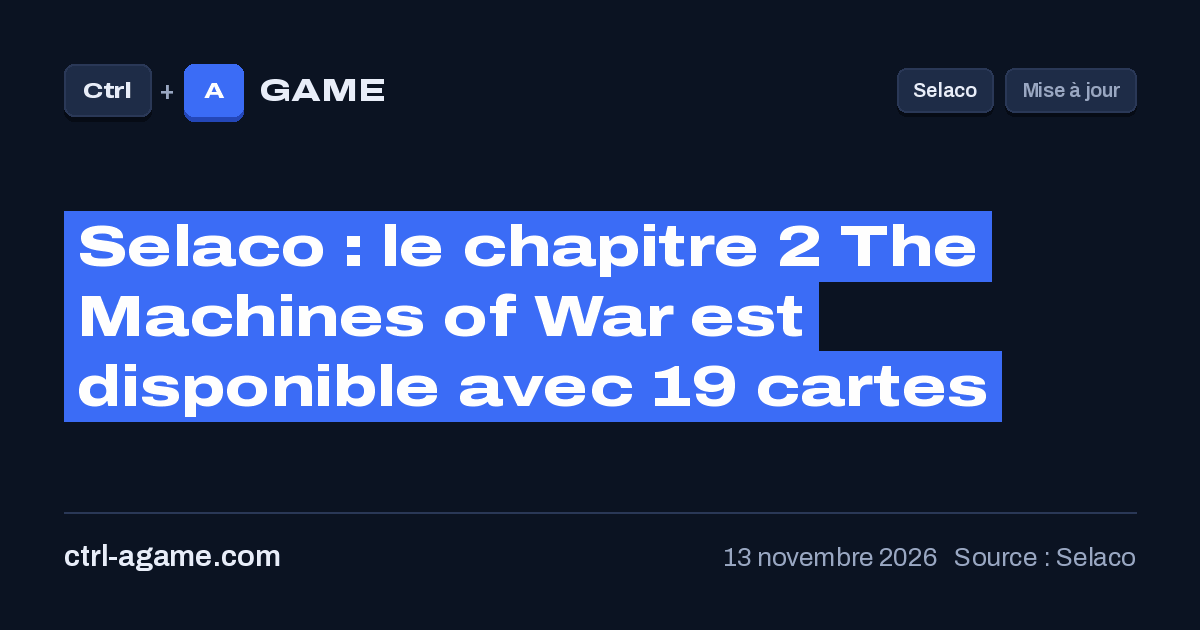 Ctrl + A GAME
Selaco Mise à jour
Selaco : le chapitre 2 The
Machines of War est
disponible avec 19 cartes
ctrl-agame.com
13 novembre 2026 Source : Selaco